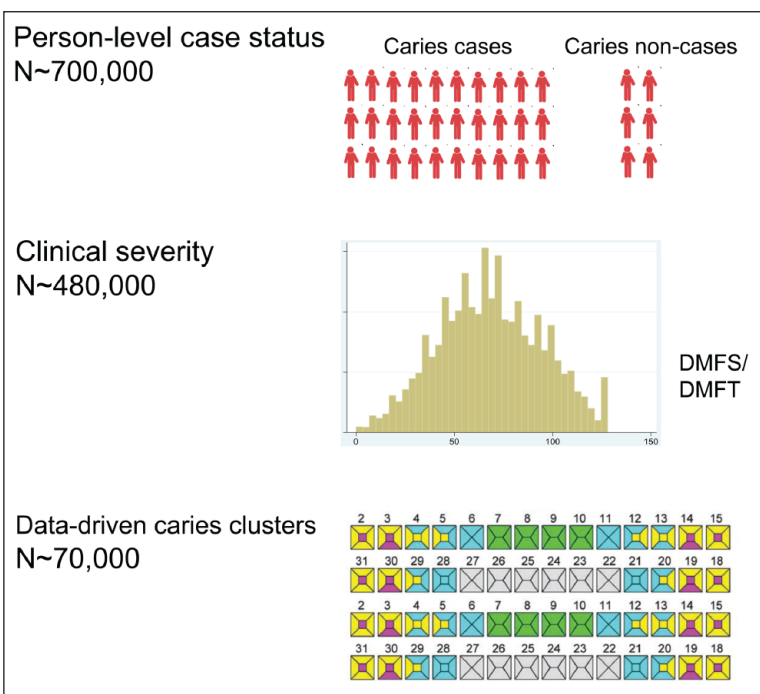 Person-level case status
N~700,000
Caries cases
Caries non-cases
Clinical severity
N~480,000
DMFS/
DMFT
0 50 100 150
Data-driven caries clusters
N~70,000
2 3 4 5 6 7 8 9 10 11 12 13 14 15
31 30 29 28 27 26 25 24 23 22 21 20 19 18
2 3 4 5 6 7 8 9 10 11 12 13 14 15
31 30 29 28 27 26 25 24 23 22 21 20 19 18